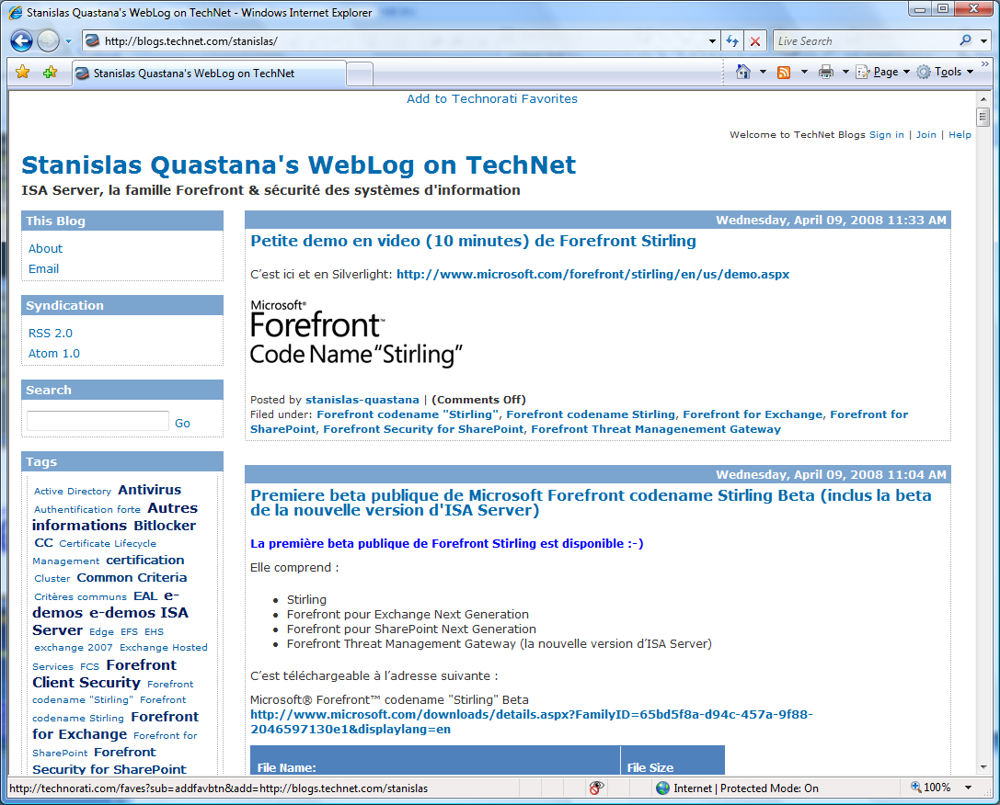 Stanislas Quastana's WebLog on TechNet - Windows Internet Explorer
http://blogs.technet.com/stanislas/
Live Search
Stanislas Quastana's WebLog on TechNet
Page
Tools
Add to Technorati Favorites
Welcome to TechNet Blogs Sign in | Join | Help
Stanislas Quastana's WebLog on TechNet
ISA Server, la famille Forefront & sécurité des systèmes d'information
This Blog
About
Email
Syndication
RSS 2.0
Atom 1.0
Search
Go
Tags
Active Directory Antivirus
Authentification forte Autres
informations Bitlocker
CC Certificate Lifecycle
Management certification
Cluster Common Criteria
Critères communs EAL e-
demos e-demos ISA
Server Edge EFS EHS
exchange 2007 Exchange Hosted
Services FCS Forefront
Client Security Forefront
codename "Stirling" Forefront
codename Stirling Forefront
for Exchange Forefront for
SharePoint Forefront
Security for SharePoint
Wednesday, April 09, 2008 11:33 AM
Petite demo en video (10 minutes) de Forefront Stirling
C’est ici et en Silverlight: http://www.microsoft.com/forefront/stirling/en/us/demo.aspx
Microsoft®
Forefront™
Code Name“Stirling”
Posted by stanislas-quastana | (Comments Off)
Filed under: Forefront codename "Stirling", Forefront codename Stirling, Forefront for Exchange, Forefront for
SharePoint, Forefront Security for SharePoint, Forefront Threat Managenement Gateway
Wednesday, April 09, 2008 11:04 AM
Premiere beta publique de Microsoft Forefront codename Stirling Beta (inclus la beta
de la nouvelle version d'ISA Server)
La première beta publique de Forefront Stirling est disponible :-)
Elle comprend :
• Stirling
• Forefront pour Exchange Next Generation
• Forefront pour SharePoint Next Generation
• Forefront Threat Management Gateway (la nouvelle version d’ISA Server)
C’est téléchargeable à l’adresse suivante :
Microsoft® Forefront™ codename "Stirling" Beta
http://www.microsoft.com/downloads/details.aspx?FamilyID=65bd5f8a-d94c-457a-9f88-
2046597130e1&displaylang=en
File Name: File Size
http://technorati.com/faves?sub=addfavbtn&add=http://blogs.technet.com/stanislas
Internet | Protected Mode: On
100%